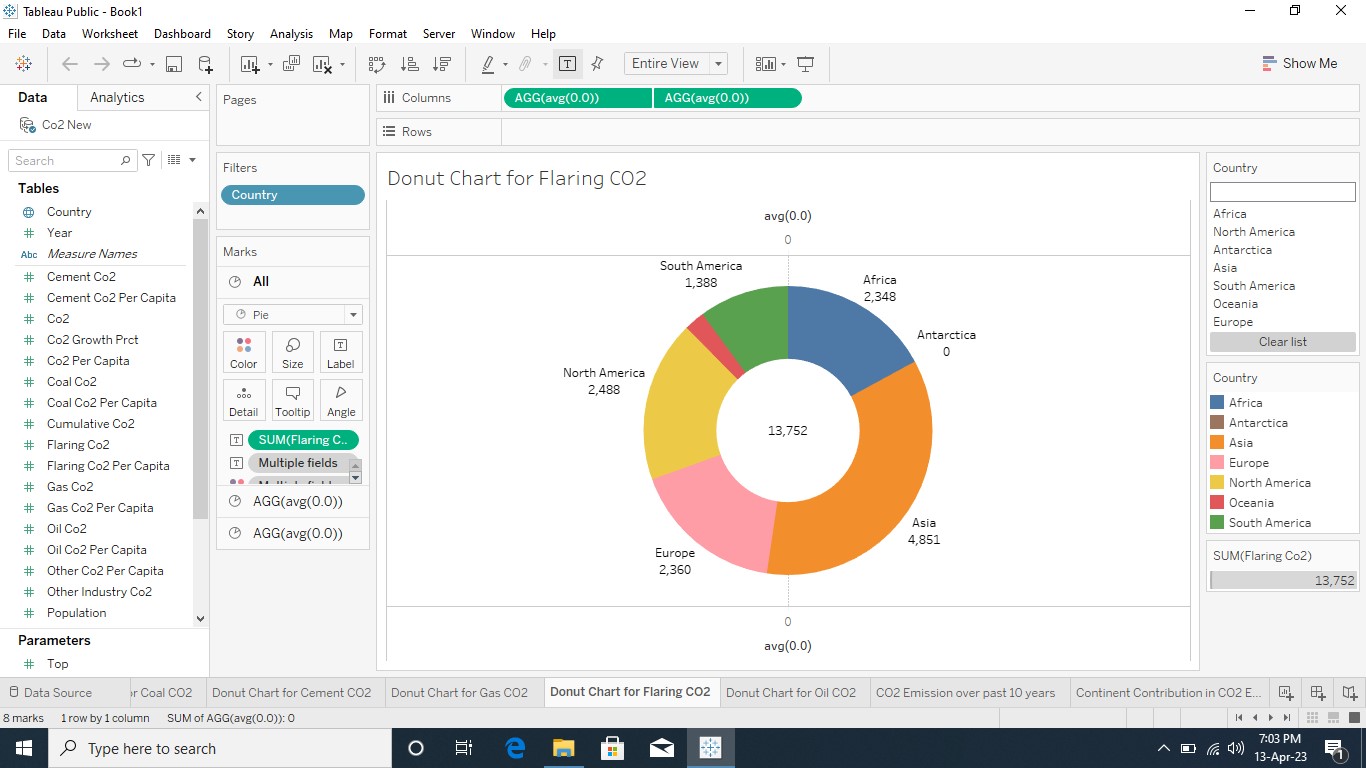 Tableau Public - Book1
File Data Worksheet Dashboard Story Analysis Map Format Server Window Help
Entire View
Show Me
Data Analytics
Co2 New
Search
Tables
Country
Year
Abc Measure Names
Cement Co2
Cement Co2 Per Capita
Co2
Co2 Growth Prct
Co2 Per Capita
Coal Co2
Coal Co2 Per Capita
Cumulative Co2
Flaring Co2
Flaring Co2 Per Capita
Gas Co2
Gas Co2 Per Capita
Oil Co2
Oil Co2 Per Capita
Other Co2 Per Capita
Other Industry Co2
Population
Parameters
Top
Pages
Filters
Country
Marks
All
Pie
Color Size Label
Detail Tooltip Angle
SUM(Flaring C..
Multiple fields
AGG(avg(0.0))
AGG(avg(0.0))
Columns AGG(avg(0.0)) AGG(avg(0.0))
Rows
Donut Chart for Flaring CO2
avg(0.0)
0
South America
1,388
Africa
2,348
Antarctica
0
North America
2,488
13,752
Asia
4,851
Europe
2,360
0
avg(0.0)
Country
Africa
North America
Antarctica
Asia
South America
Oceania
Europe
Clear list
Country
Africa
Antarctica
Asia
Europe
North America
Oceania
South America
SUM(Flaring Co2)
13,752
Data Source r Coal CO2 Donut Chart for Cement CO2 Donut Chart for Gas CO2 Donut Chart for Flaring CO2 Donut Chart for Oil CO2 CO2 Emission over past 10 years Continent Contribution in CO2 E...
8 marks 1 row by 1 column SUM of AGG(avg(0.0)): 0
Type here to search
7:03 PM
13-Apr-23
1